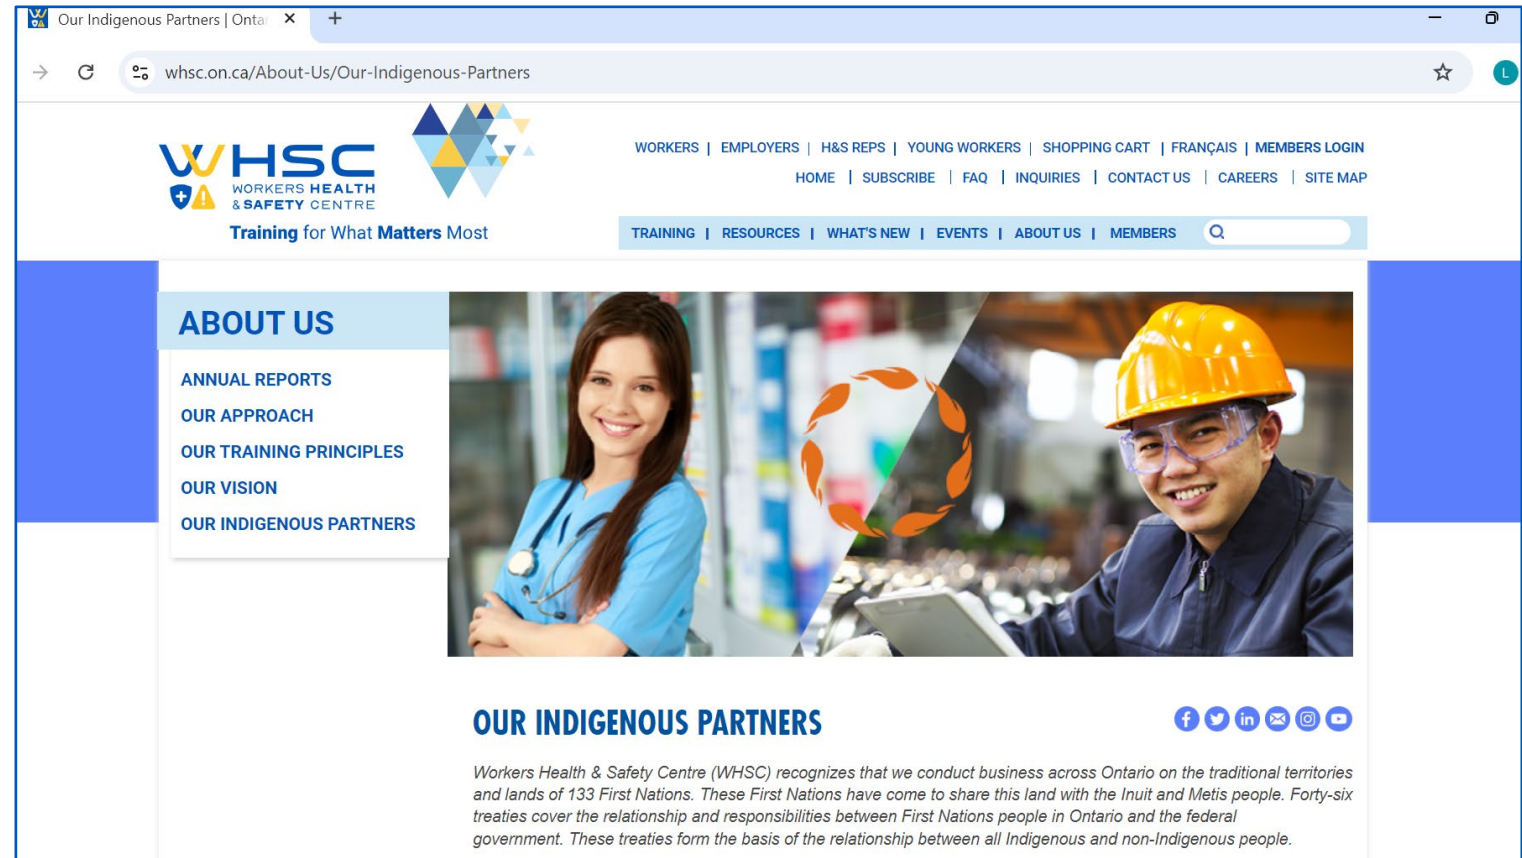 Our Indigenous Partners | Onta
whsc.on.ca/About-Us/Our-Indigenous-Partners
L
WHSC
WORKERS HEALTH
& SAFETY CENTRE
Training for What Matters Most
WORKERS | EMPLOYERS | H&S REPS | YOUNG WORKERS | SHOPPING CART | FRANÇAIS | MEMBERS LOGIN
HOME | SUBSCRIBE | FAQ | INQUIRIES | CONTACT US | CAREERS | SITE MAP
TRAINING | RESOURCES | WHAT'S NEW | EVENTS | ABOUT US | MEMBERS
ABOUT US
ANNUAL REPORTS
OUR APPROACH
OUR TRAINING PRINCIPLES
OUR VISION
OUR INDIGENOUS PARTNERS
OUR INDIGENOUS PARTNERS
Workers Health & Safety Centre (WHSC) recognizes that we conduct business across Ontario on the traditional territories
and lands of 133 First Nations. These First Nations have come to share this land with the Inuit and Metis people. Forty-six
treaties cover the relationship and responsibilities between First Nations people in Ontario and the federal
government. These treaties form the basis of the relationship between all Indigenous and non-Indigenous people.